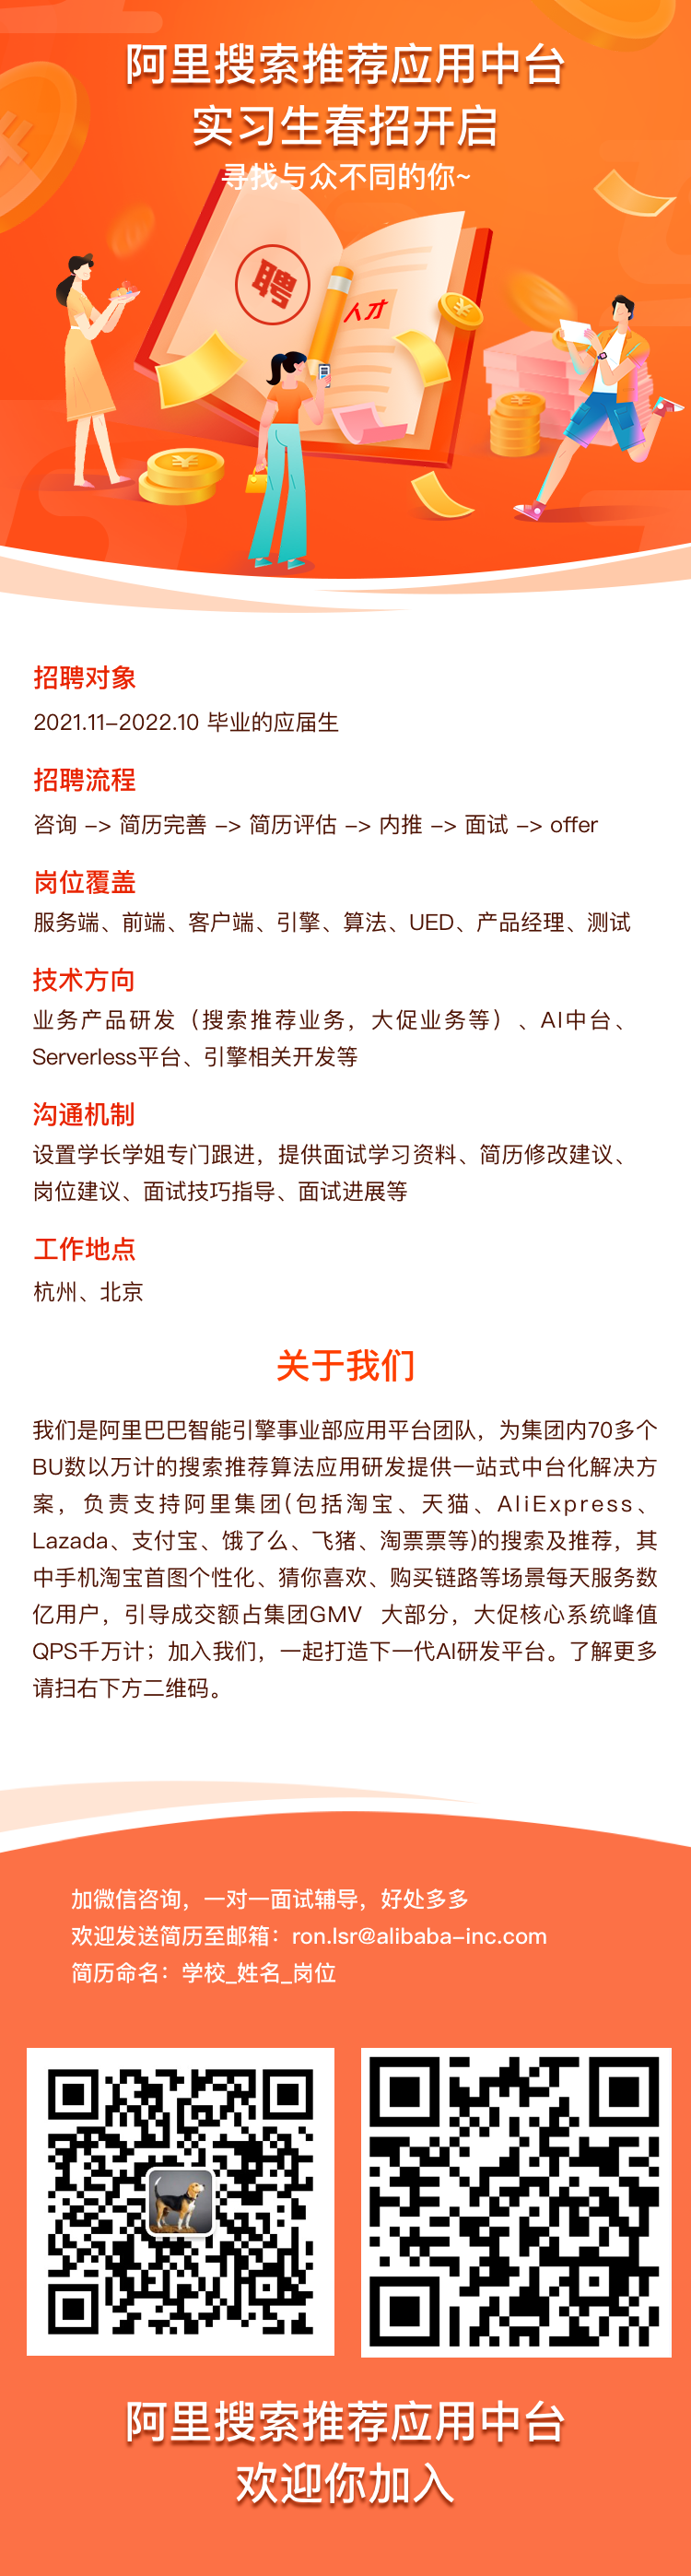 阿里搜索推荐应用中台
实习生春招开启
寻找与众不同的你~
聘
人才
招聘对象
2021.11-2022.10 毕业的应届生
招聘流程
咨询 -> 简历完善 -> 简历评估 -> 内推 -> 面试 -> offer
岗位覆盖
服务端、前端、客户端、引擎、算法、UED、产品经理、测试
技术方向
业务产品研发（搜索推荐业务，大促业务等）、AI中台、
Serverless平台、引擎相关开发等
沟通机制
设置学长学姐专门跟进，提供面试学习资料、简历修改建议、
岗位建议、面试技巧指导、面试进展等
工作地点
杭州、北京
关于我们
我们是阿里巴巴智能引擎事业部应用平台团队，为集团内70多个
BU数以万计的搜索推荐算法应用研发提供一站式中台化解决方
案，负责支持阿里集团(包括淘宝、天猫、AliExpress、
Lazada、支付宝、饿了么、飞猪、淘票票等)的搜索及推荐，其
中手机淘宝首图个性化、猜你喜欢、购买链路等场景每天服务数
亿用户，引导成交额占集团GMV 大部分，大促核心系统峰值
QPS千万计；加入我们，一起打造下一代AI研发平台。了解更多
请扫右下方二维码。
加微信咨询，一对一面试辅导，好处多多
欢迎发送简历至邮箱：ron.lsr@alibaba-inc.com
简历命名：学校_姓名_岗位
阿里搜索推荐应用中台
欢迎你加入